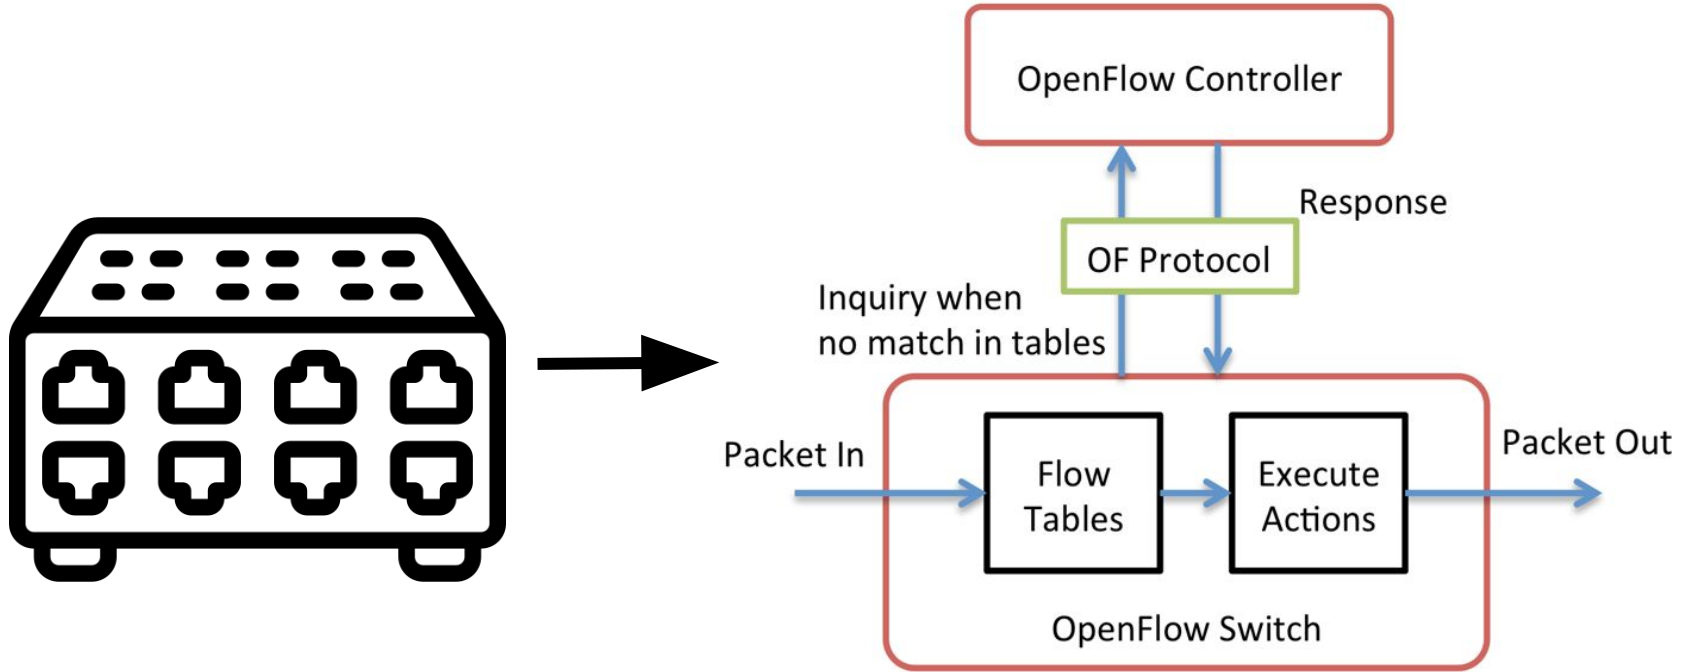 OpenFlow Controller
Response
OF Protocol
Inquiry when
no match in tables
Packet In
Flow
Tables
Execute
Actions
Packet Out
OpenFlow Switch